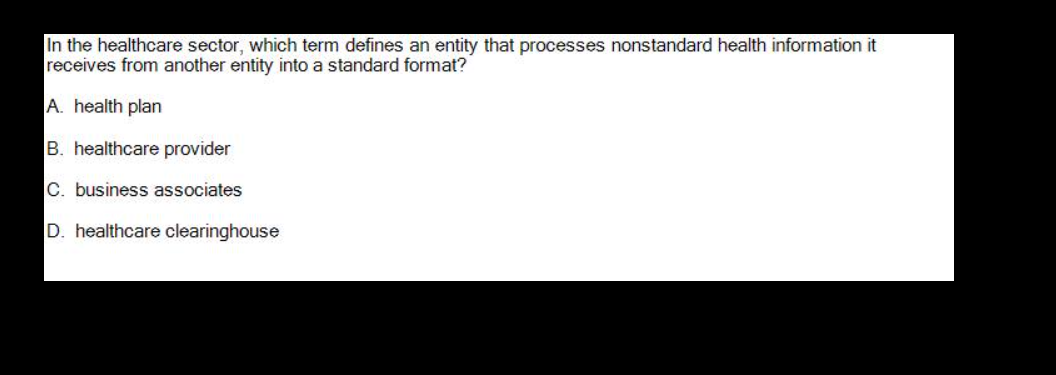 In the healthcare sector, which term defines an entity that processes nonstandard health information it
receives from another entity into a standard format?
A. health plan
B. healthcare provider
C. business associates
D. healthcare clearinghouse